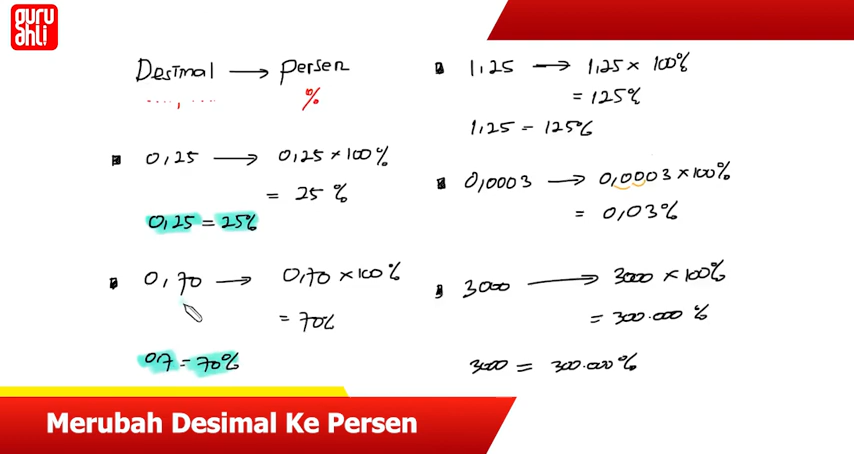 guru
ahli
Desimal → Persen
...., ....
%
0,25 → 0,25 × 100%
= 25 %
0,25 = 25%
0,70 → 0,70 × 100%
= 70%
0,7 = 70%
1,25 → 1,25 × 100%
= 125%
1,25 = 125%
0,0003 → 0,0003 × 100%
= 0,03%
3000 → 3000 × 100%
= 300.000 %
3000 = 300.000 %
Merubah Desimal Ke Persen